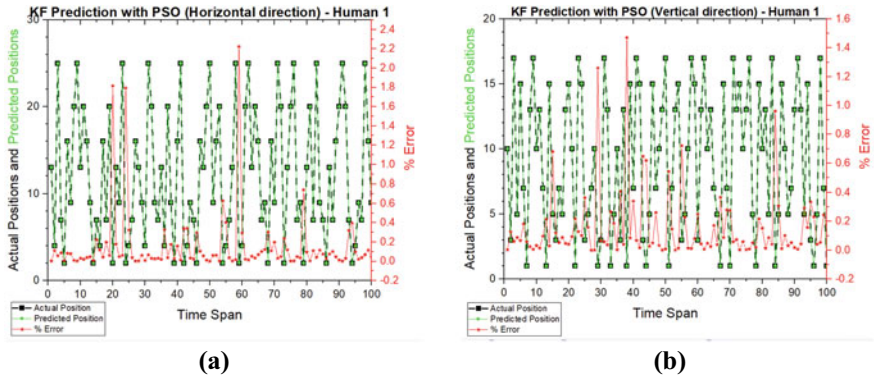 KF Prediction with PSO (Horizontal direction) - Human 1
Actual Positions and Predicted Positions
30
20
10
0
2.4
2.2
2.0
1.8
1.6
1.4
1.2
1.0
0.8
0.6
0.4
0.2
0.0
-0.2
% Error
0 10 20 30 40 50 60 70 80 90 100
Time Span
Actual Position
Predicted Position
% Error
(a)
KF Prediction with PSO (Vertical direction) - Human 1
Actual Positions and Predicted Positions
20
15
10
5
0
1.6
1.4
1.2
1.0
0.8
0.6
0.4
0.2
0.0
-0.2
% Error
0 10 20 30 40 50 60 70 80 90 100
Time Span
Actual Position
Predicted Position
% Error
(b)